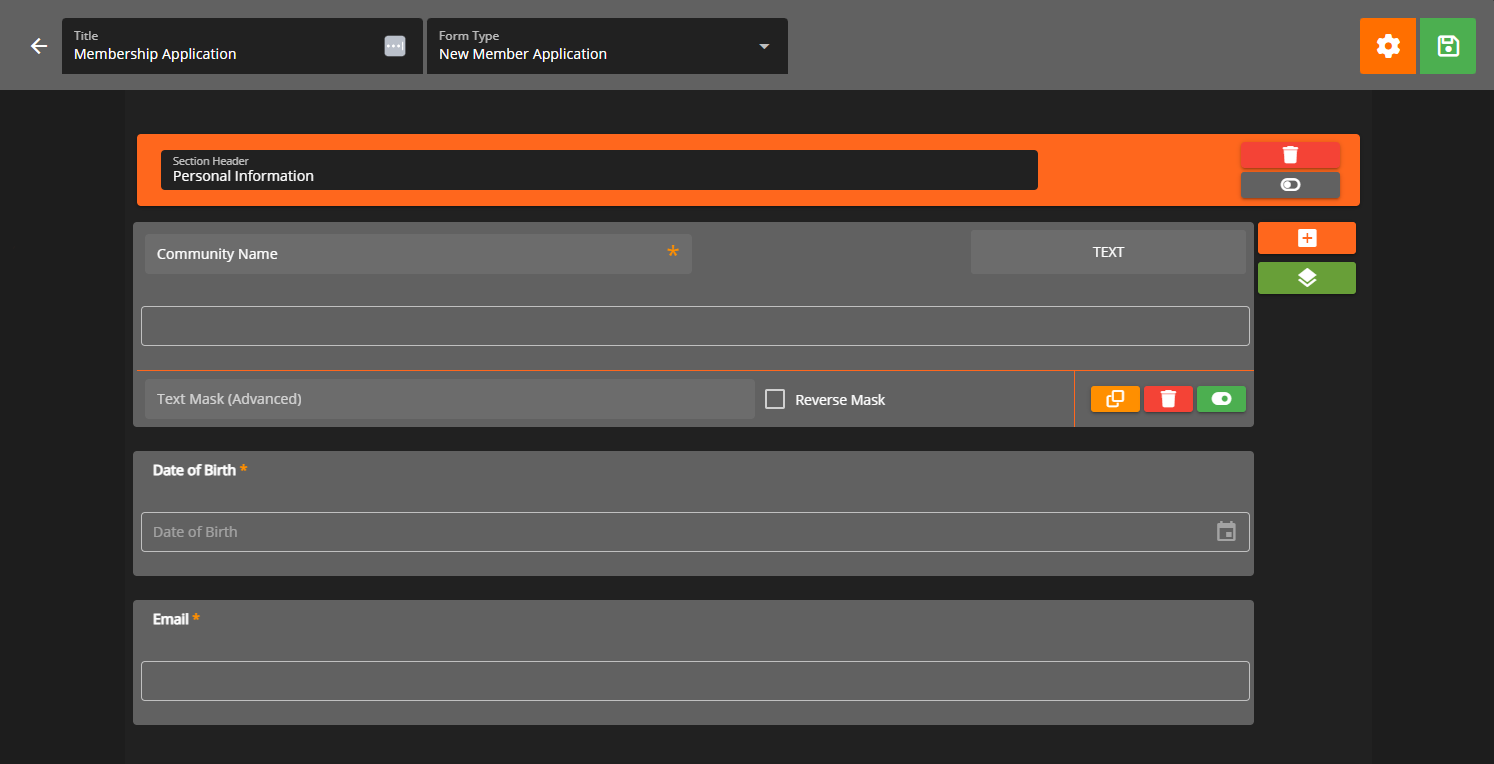 Title
Membership Application
Form Type
New Member Application
Section Header
Personal Information
Community Name *
TEXT
Text Mask (Advanced)
Reverse Mask
Date of Birth *
Date of Birth
Email *